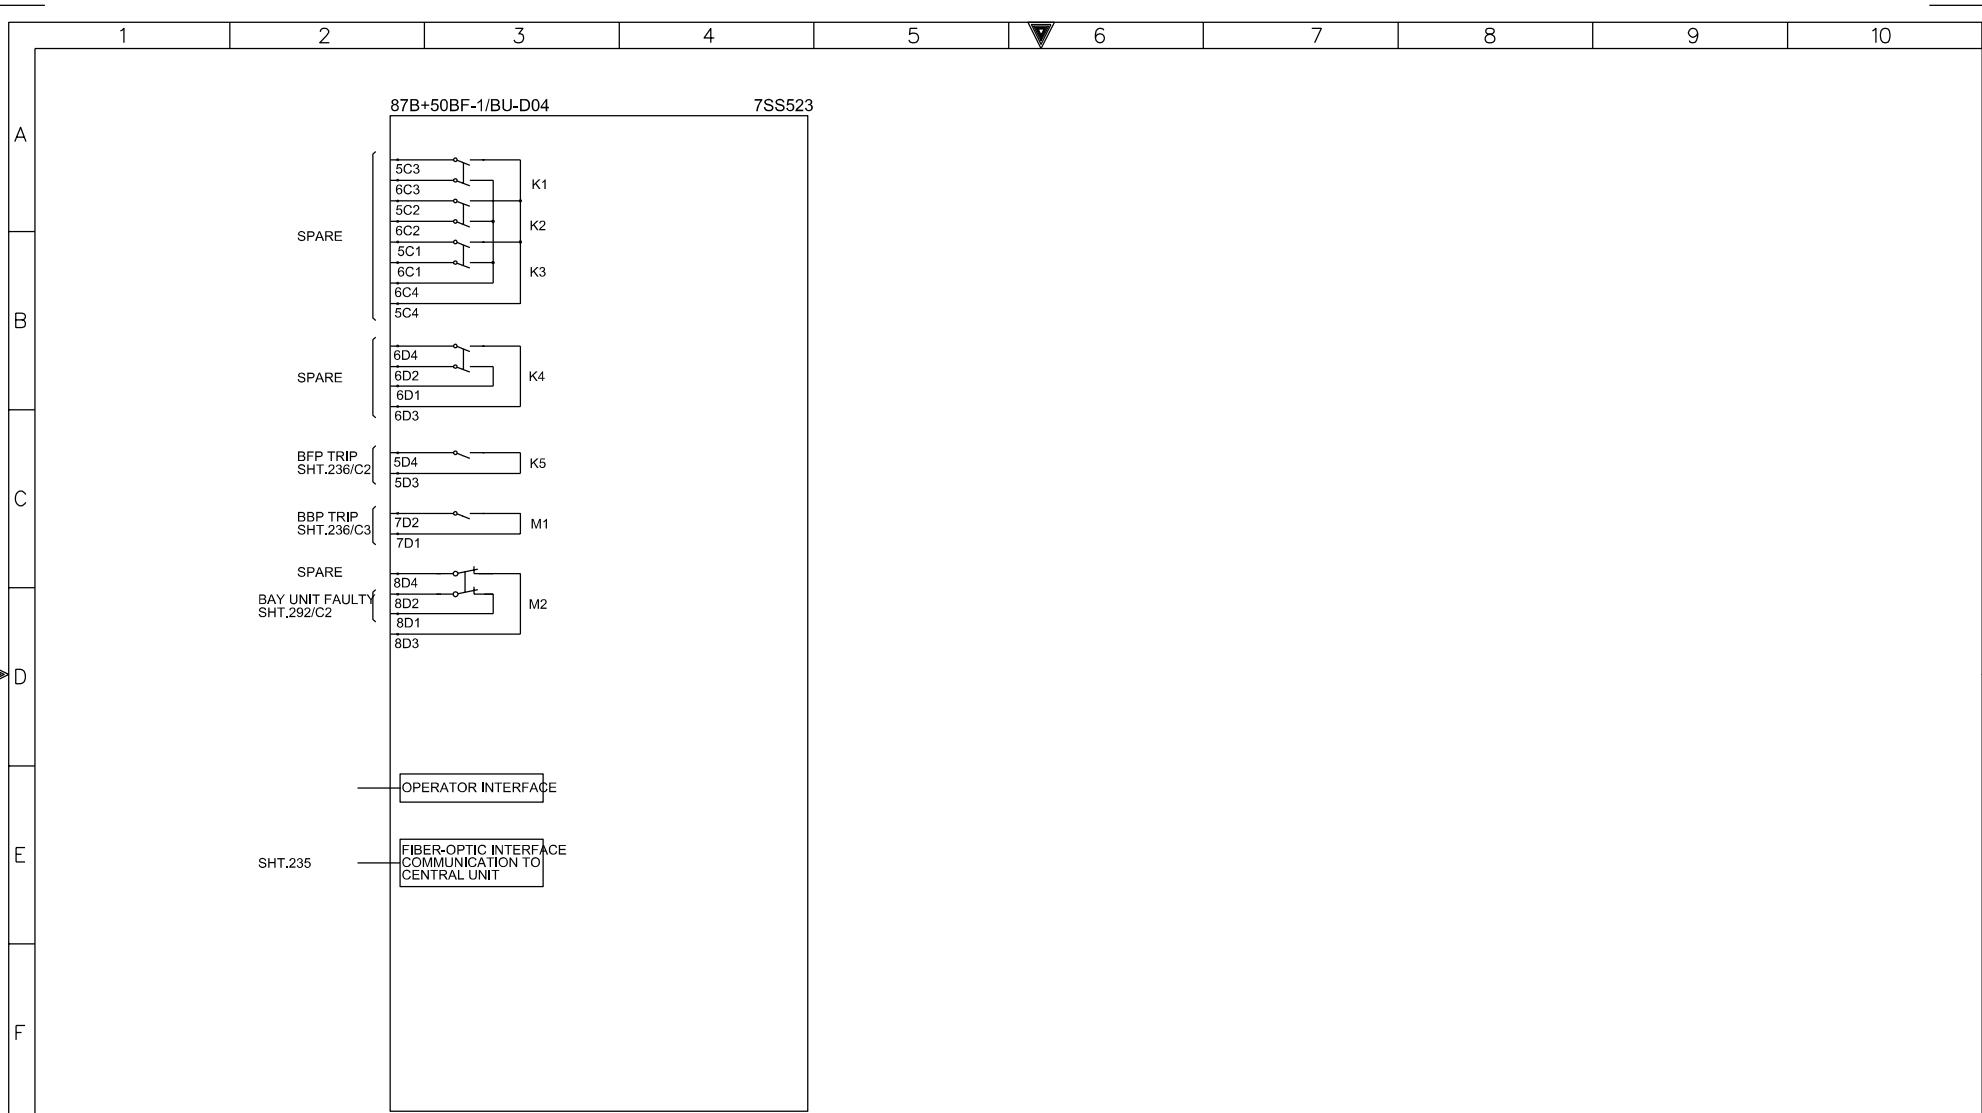 1 2 3 4 5 6 7 8 9 10
87B+50BF-1/BU-D04 7SS523
A
5C3
K1
6C3
5C2
K2
6C2
SPARE
5C1
6C1 K3
6C4
5C4
B
6D4
SPARE 6D2 K4
6D1
6D3
BFP TRIP
SHT.236/C2
5D4 K5
5D3
C
BBP TRIP
SHT.236/C3
7D2 M1
7D1
SPARE
8D4
BAY UNIT FAULTY
SHT.292/C2
8D2 M2
8D1
8D3
D
OPERATOR INTERFACE
E
SHT.235
FIBER-OPTIC INTERFACE
COMMUNICATION TO
CENTRAL UNIT
F